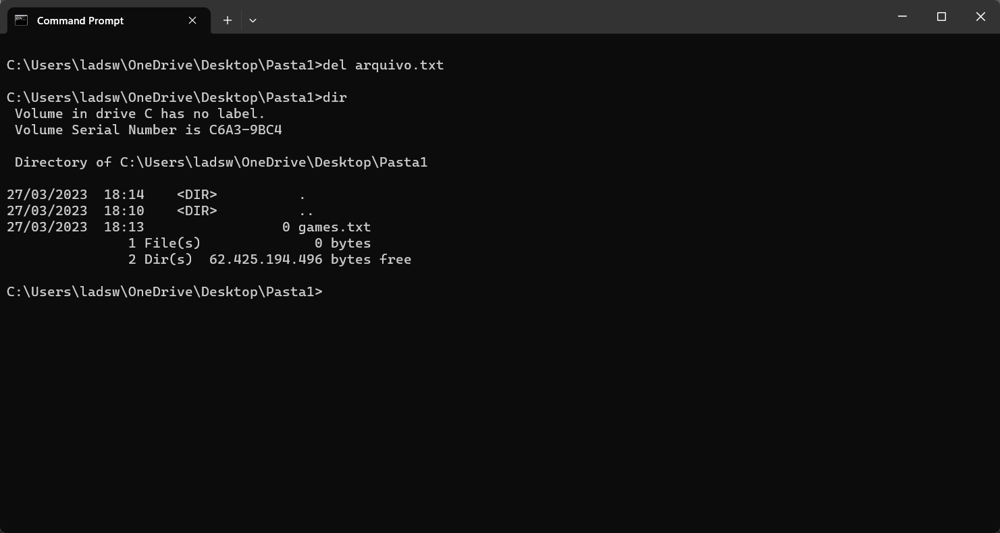 Command Prompt
C:\Users\ladsw\OneDrive\Desktop\Pasta1>del arquivo.txt
C:\Users\ladsw\OneDrive\Desktop\Pasta1>dir
 Volume in drive C has no label.
 Volume Serial Number is C6A3-9BC4
 Directory of C:\Users\ladsw\OneDrive\Desktop\Pasta1
27/03/2023  18:14    <DIR>          .
27/03/2023  18:10    <DIR>          ..
27/03/2023  18:13                 0 games.txt
               1 File(s)              0 bytes
               2 Dir(s)  62.425.194.496 bytes free
C:\Users\ladsw\OneDrive\Desktop\Pasta1>